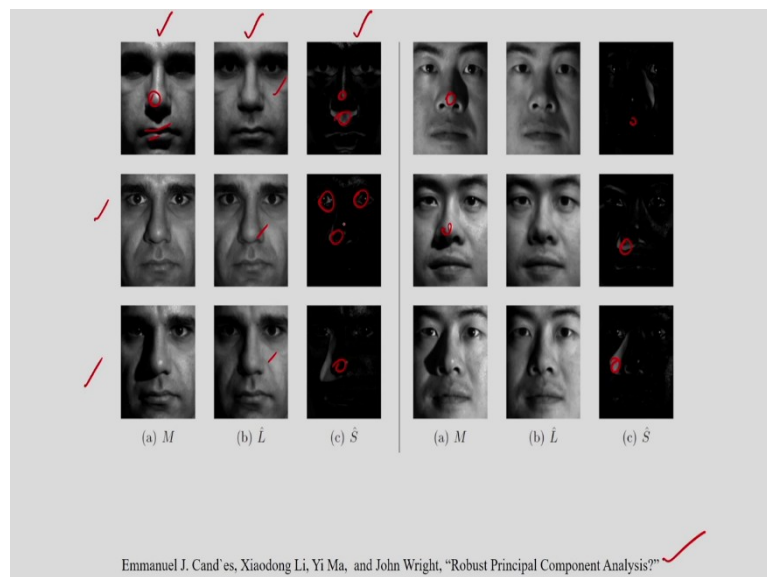 (a) M (b) L̂ (c) Ŝ (a) M (b) L̂ (c) Ŝ
Emmanuel J. Cand`es, Xiaodong Li, Yi Ma, and John Wright, “Robust Principal Component Analysis?”